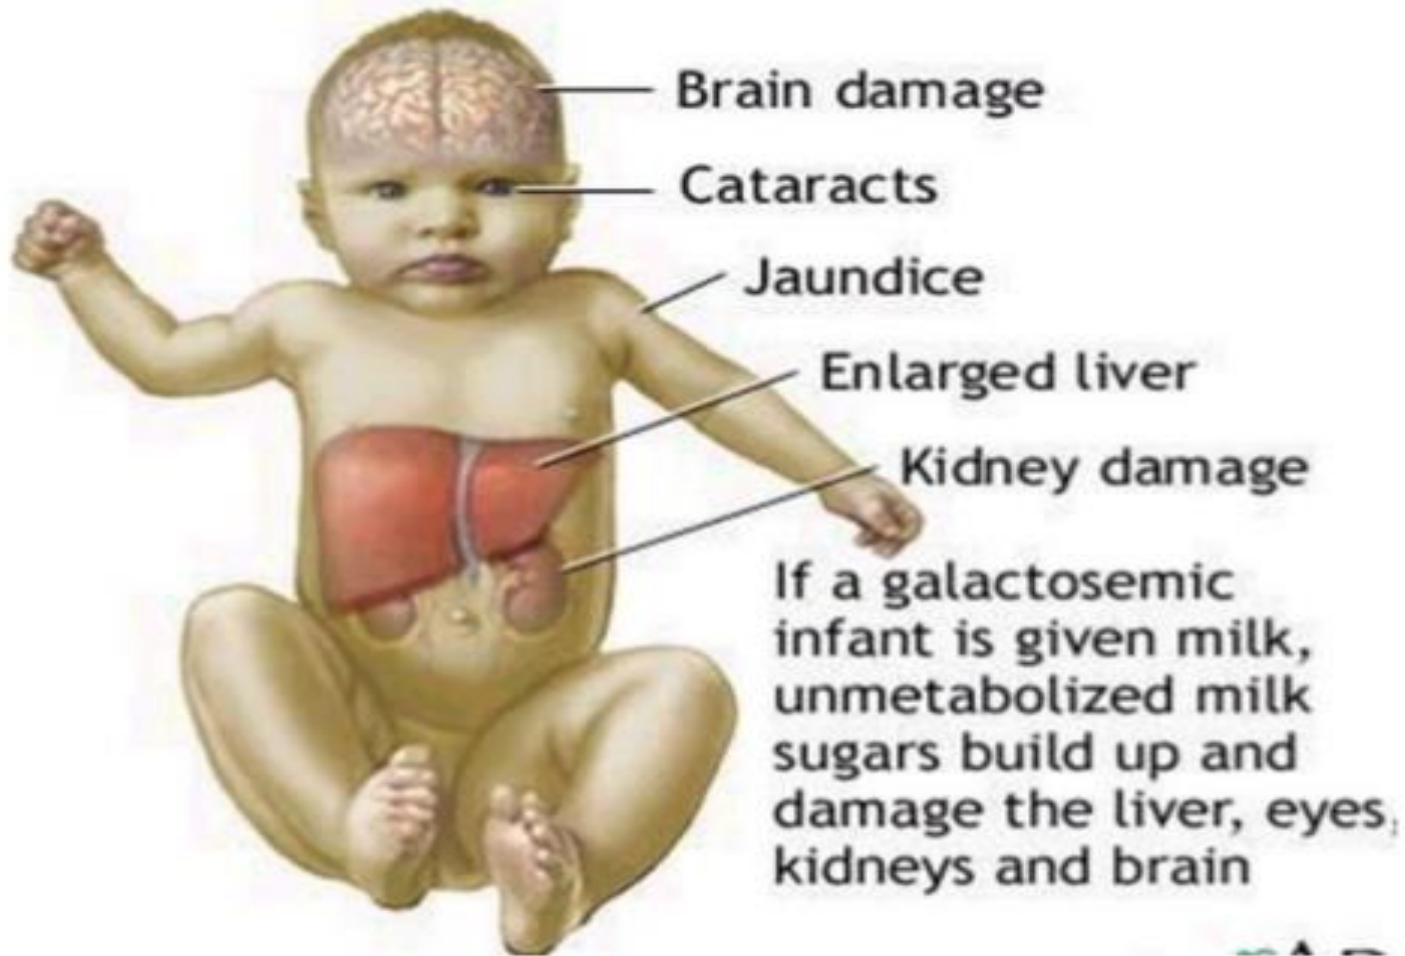 Brain damage
Cataracts
Jaundice
Enlarged liver
Kidney damage
If a galactosemic
infant is given milk,
unmetabolized milk
sugars build up and
damage the liver, eyes,
kidneys and brain